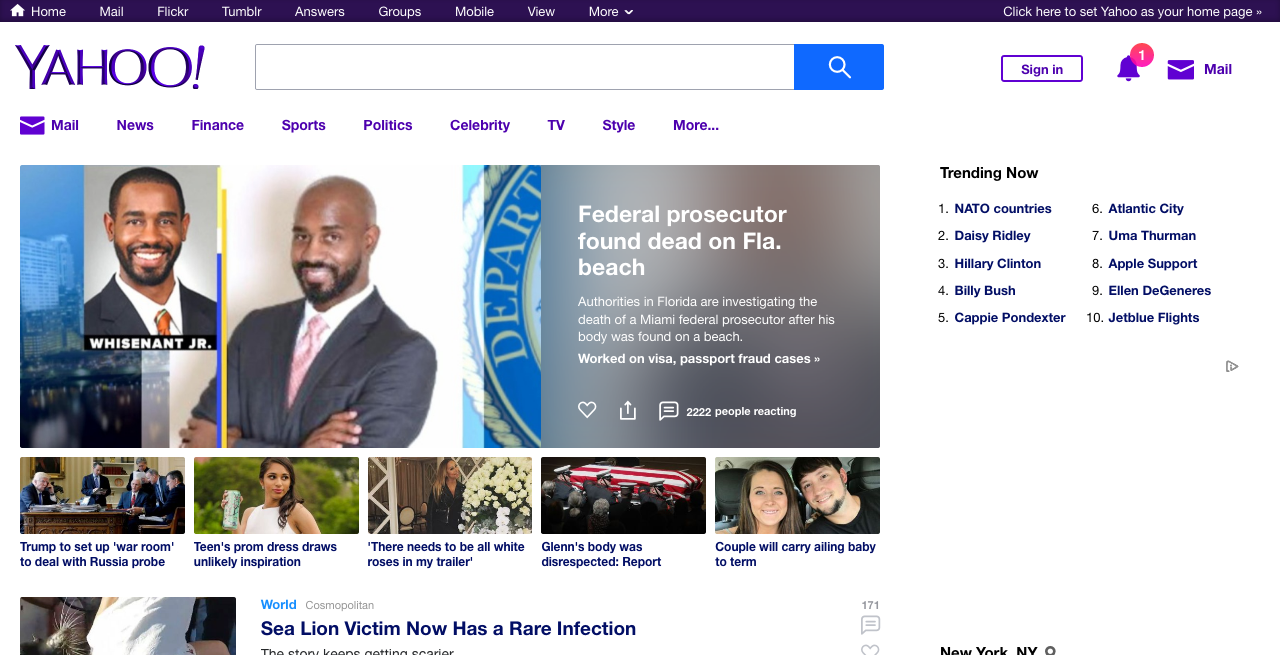 Home Mail Flickr Tumblr Answers Groups Mobile View More Click here to set Yahoo as your home page »
YAHOO!
Sign in
1
Mail
Mail News Finance Sports Politics Celebrity TV Style More...
WHISENANT JR.
DEPART
Federal prosecutor
found dead on Fla.
beach
Authorities in Florida are investigating the
death of a Miami federal prosecutor after his
body was found on a beach.
Worked on visa, passport fraud cases »
2222 people reacting
Trending Now
1. NATO countries
2. Daisy Ridley
3. Hillary Clinton
4. Billy Bush
5. Cappie Pondexter
6. Atlantic City
7. Uma Thurman
8. Apple Support
9. Ellen DeGeneres
10. Jetblue Flights
Trump to set up 'war room'
to deal with Russia probe
Teen's prom dress draws
unlikely inspiration
'There needs to be all white
roses in my trailer'
Glenn's body was
disrespected: Report
Couple will carry ailing baby
to term
World Cosmopolitan
171
Sea Lion Victim Now Has a Rare Infection
The story keeps getting scarier.
New York, NY